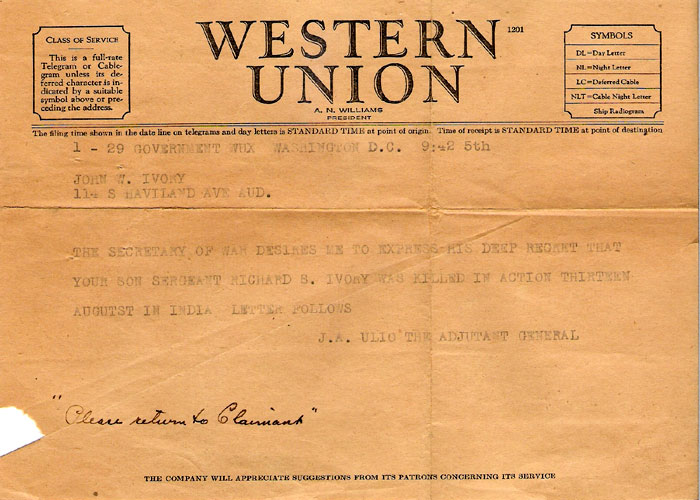 CLASS OF SERVICE
This is a full-rate
Telegram or Cable-
gram unless its de-
ferred character is in-
dicated by a suitable
symbol above or pre-
ceding the address.
WESTERN
UNION
1201
A. N. WILLIAMS
PRESIDENT
SYMBOLS
DL=Day Letter
NL=Night Letter
LC=Deferred Cable
NLT=Cable Night Letter
Ship Radiogram
The filing time shown in the date line on telegrams and day letters is STANDARD TIME at point of origin. Time of receipt is STANDARD TIME at point of destination
1 - 29 GOVERNMENT WUX WASHINGTON D.C. 9:42 5th
JOHN W. IVORY
114 S HAVILAND AVE AUD.
THE SECRETARY OF WAR DESIRES ME TO EXPRESS HIS DEEP REGRET THAT
YOUR SON SERGEANT RICHARD S. IVORY WAS KILLED IN ACTION THIRTEEN
AUGUTST IN INDIA LETTER FOLLOWS
J.A. ULIO THE ADJUTANT GENERAL
"Please return to Claimant"
THE COMPANY WILL APPRECIATE SUGGESTIONS FROM ITS PATRONS CONCERNING ITS SERVICE